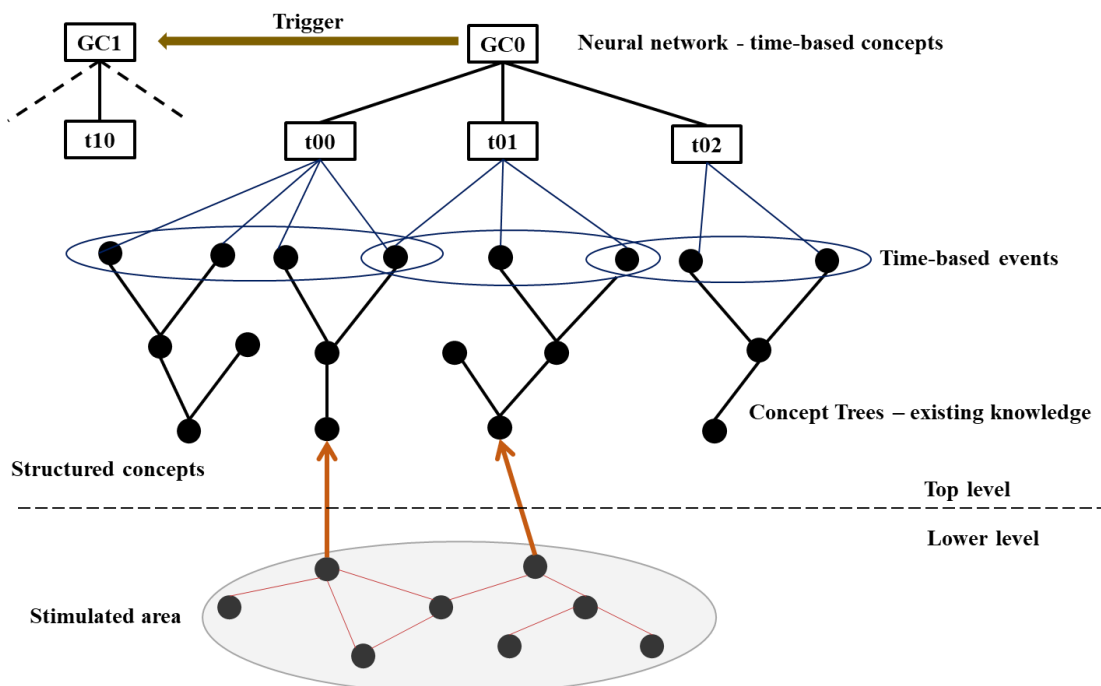 Trigger
GC1
GC0
Neural network - time-based concepts
t10
t00
t01
t02
Time-based events
Concept Trees – existing knowledge
Structured concepts
Top level
Lower level
Stimulated area